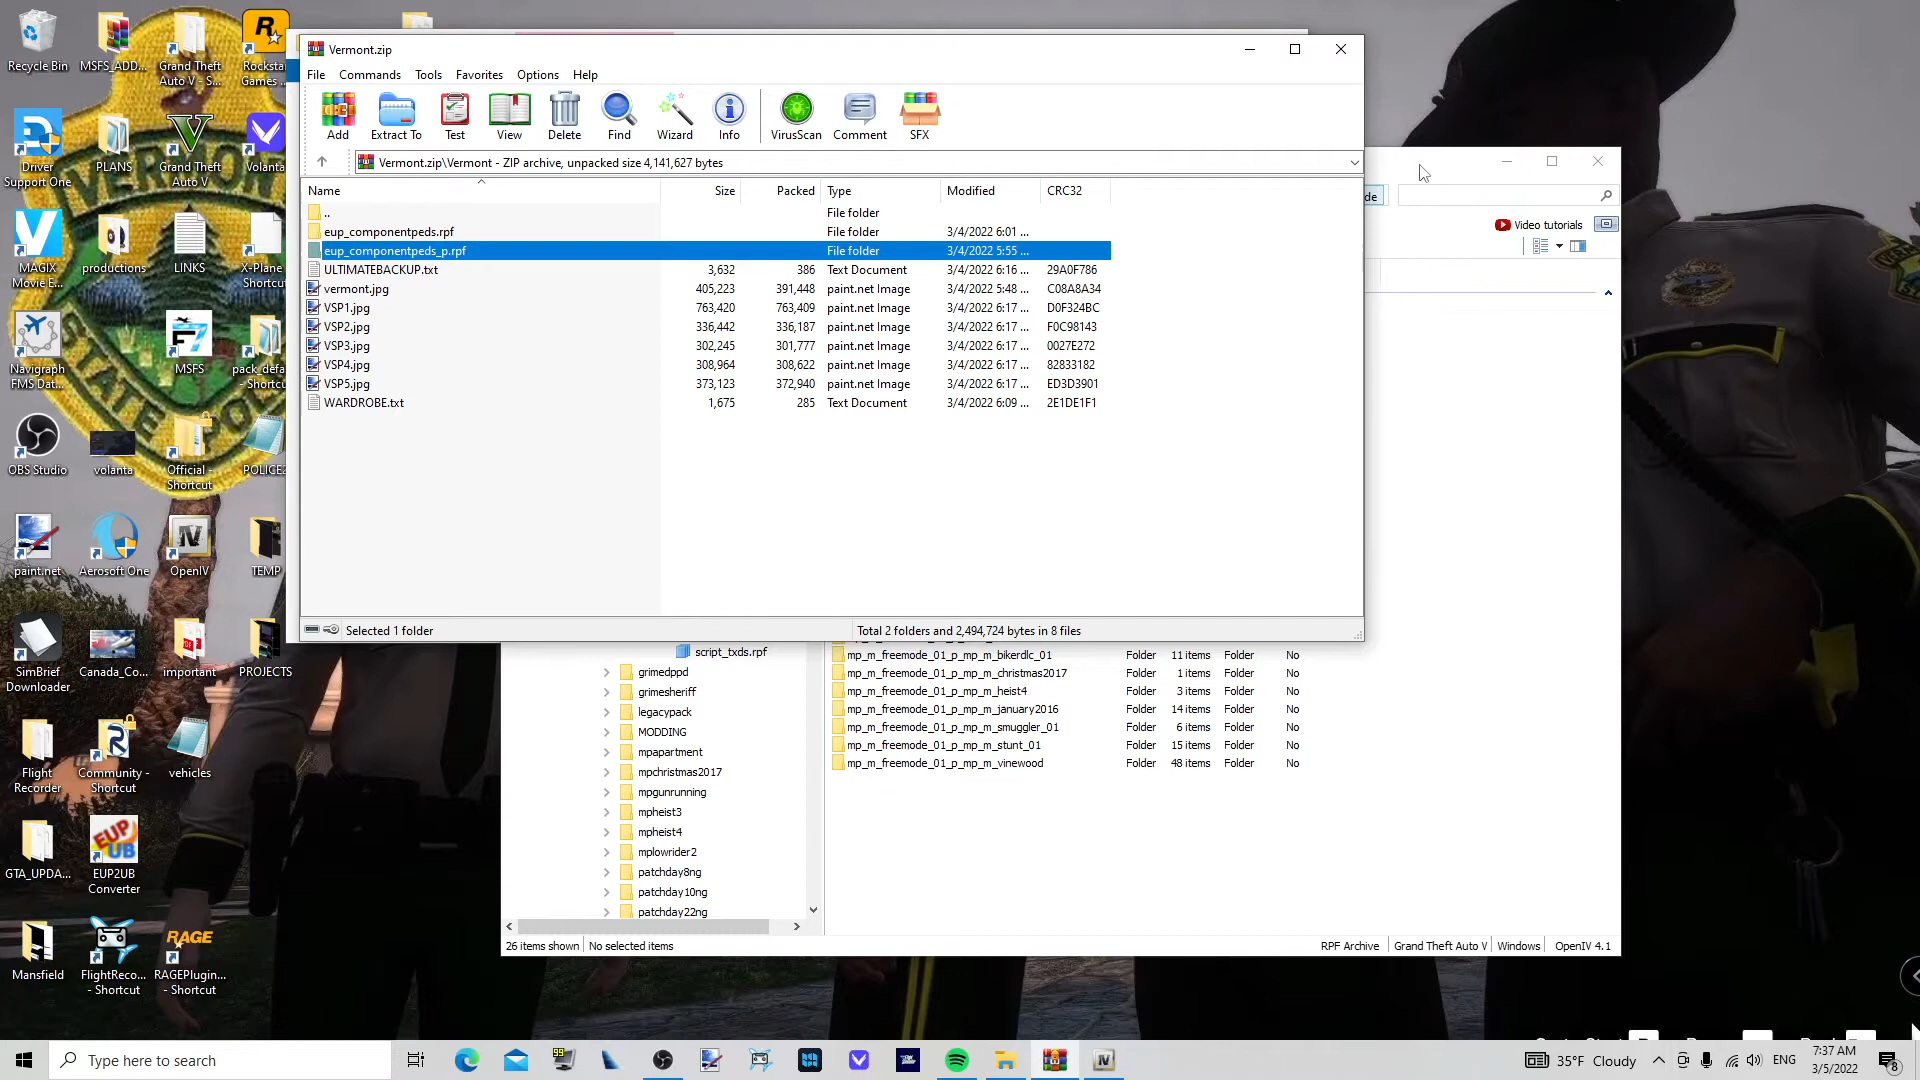 Recycle Bin
MSFS_ADD...
Grand Theft
Auto V - S...
Rockstar
Games ...
Driver
Support One
PLANS
Grand Theft
Auto V
Volanta
MAGIX
Movie E...
productions
LINKS
X-Plane
Shortcut
Navigraph
FMS Dat...
MSFS
pack_defa
- Shortcut
OBS Studio
volanta
Official -
Shortcut
POLICE2
paint.net
Aerosoft One
OpenIV
TEMP
SimBrief
Downloader
Canada_Co...
important
PROJECTS
Flight
Recorder
Community -
Shortcut
vehicles
GTA_UPDA...
EUP
UB
EUP2UB
Converter
Mansfield
FlightReco...
- Shortcut
RAGE
RAGEPlugin...
- Shortcut
Vermont.zip
File Commands Tools Favorites Options Help
Add Extract To Test View Delete Find Wizard Info VirusScan Comment SFX
Vermont.zip\Vermont - ZIP archive, unpacked size 4,141,627 bytes
Name Size Packed Type Modified CRC32
.. File folder
eup_componentpeds.rpf File folder 3/4/2022 6:01 ...
eup_componentpeds_p.rpf File folder 3/4/2022 5:55 ...
ULTIMATEBACKUP.txt 3,632 386 Text Document 3/4/2022 6:16 ... 29A0F786
vermont.jpg 405,223 391,448 paint.net Image 3/4/2022 5:48 ... C08A8A34
VSP1.jpg 763,420 763,409 paint.net Image 3/4/2022 6:17 ... D0F324BC
VSP2.jpg 336,442 336,187 paint.net Image 3/4/2022 6:17 ... F0C98143
VSP3.jpg 302,245 301,777 paint.net Image 3/4/2022 6:17 ... 0027E272
VSP4.jpg 308,964 308,622 paint.net Image 3/4/2022 6:17 ... 82833182
VSP5.jpg 373,123 372,940 paint.net Image 3/4/2022 6:17 ... ED3D3901
WARDROBE.txt 1,675 285 Text Document 3/4/2022 6:09 ... 2E1DE1F1
Selected 1 folder Total 2 folders and 2,494,724 bytes in 8 files
de
Video tutorials
script_txds.rpf
grimedppd
grimesheriff
legacypack
MODDING
mpapartment
mpchristmas2017
mpgunrunning
mpheist3
mpheist4
mplowrider2
patchday8ng
patchday10ng
patchday22ng
mp_m_freemode_01_p_mp_m_bikerdlc_01 Folder 11 items Folder No
mp_m_freemode_01_p_mp_m_christmas2017 Folder 1 items Folder No
mp_m_freemode_01_p_mp_m_heist4 Folder 3 items Folder No
mp_m_freemode_01_p_mp_m_january2016 Folder 14 items Folder No
mp_m_freemode_01_p_mp_m_smuggler_01 Folder 6 items Folder No
mp_m_freemode_01_p_mp_m_stunt_01 Folder 15 items Folder No
mp_m_freemode_01_p_mp_m_vinewood Folder 48 items Folder No
26 items shown No selected items RPF Archive Grand Theft Auto V Windows OpenIV 4.1
Type here to search
99
35°F Cloudy
ENG
7:37 AM
3/5/2022
8